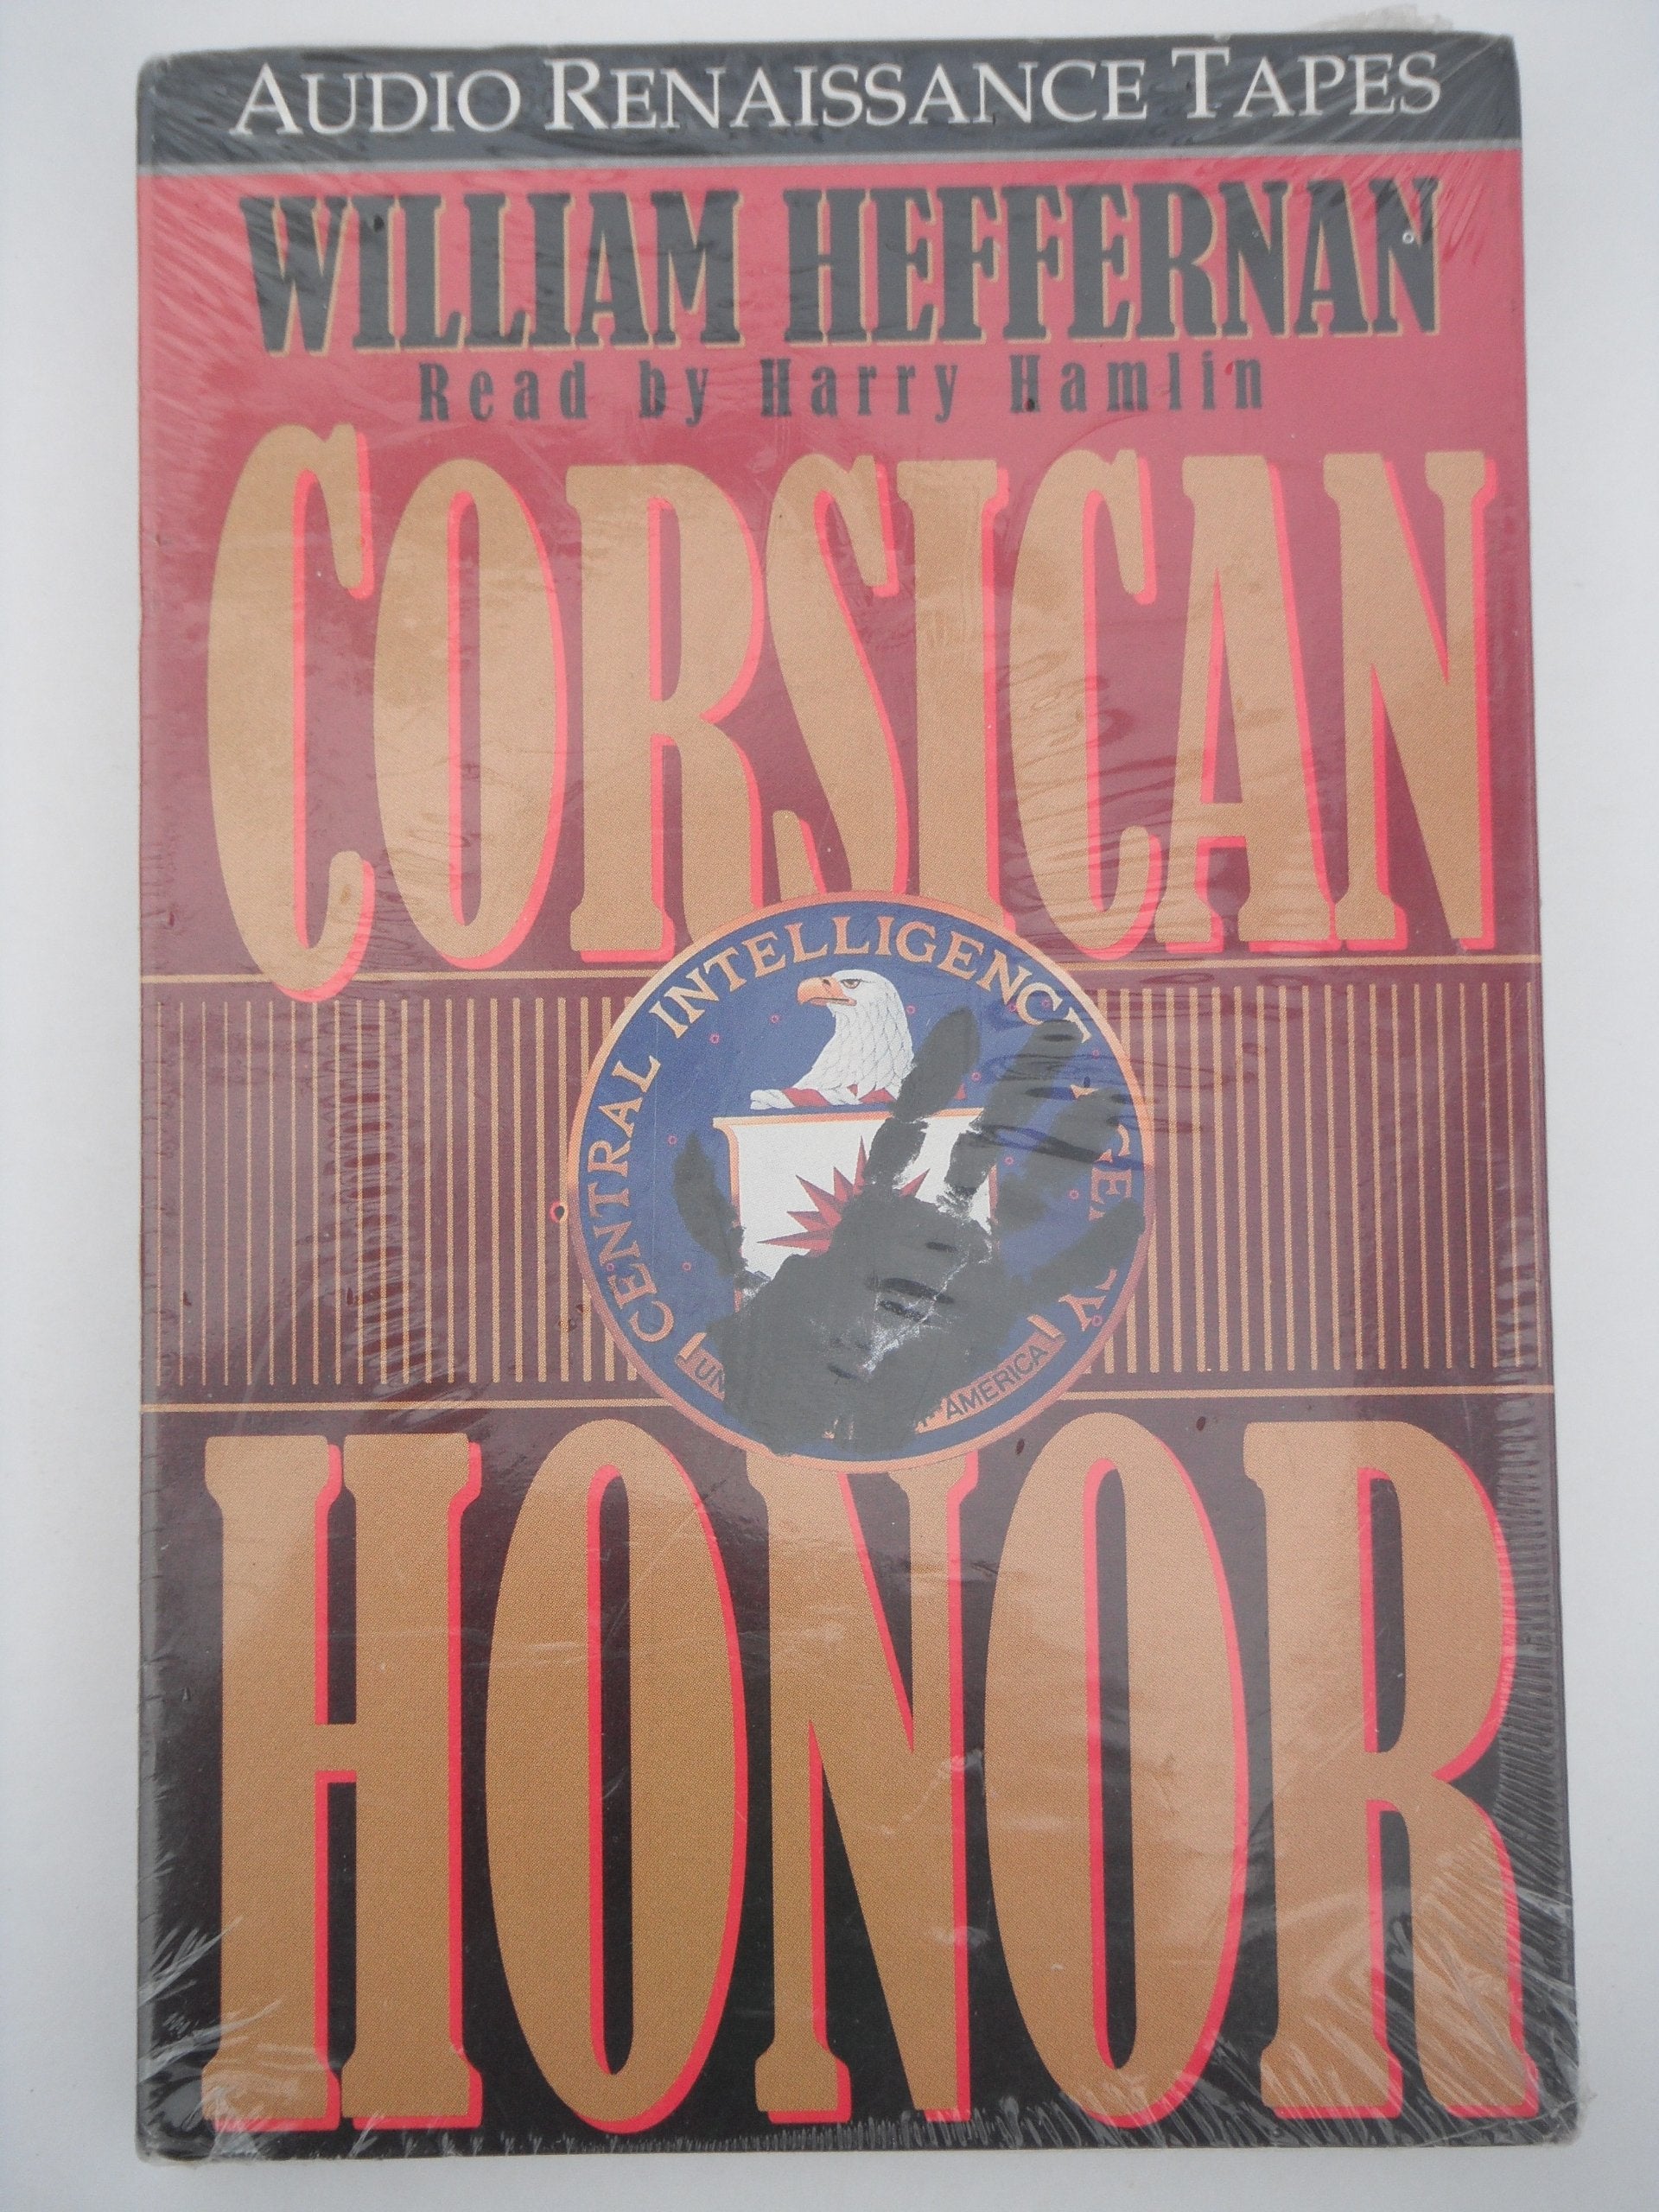 AUDIO RENAISSANCE TAPES
WILLIAM HEFFERNAN
Read by Harry Hamlin
CORSICAN
CENTRAL INTELLIGENCE
AMERICA
HONOR